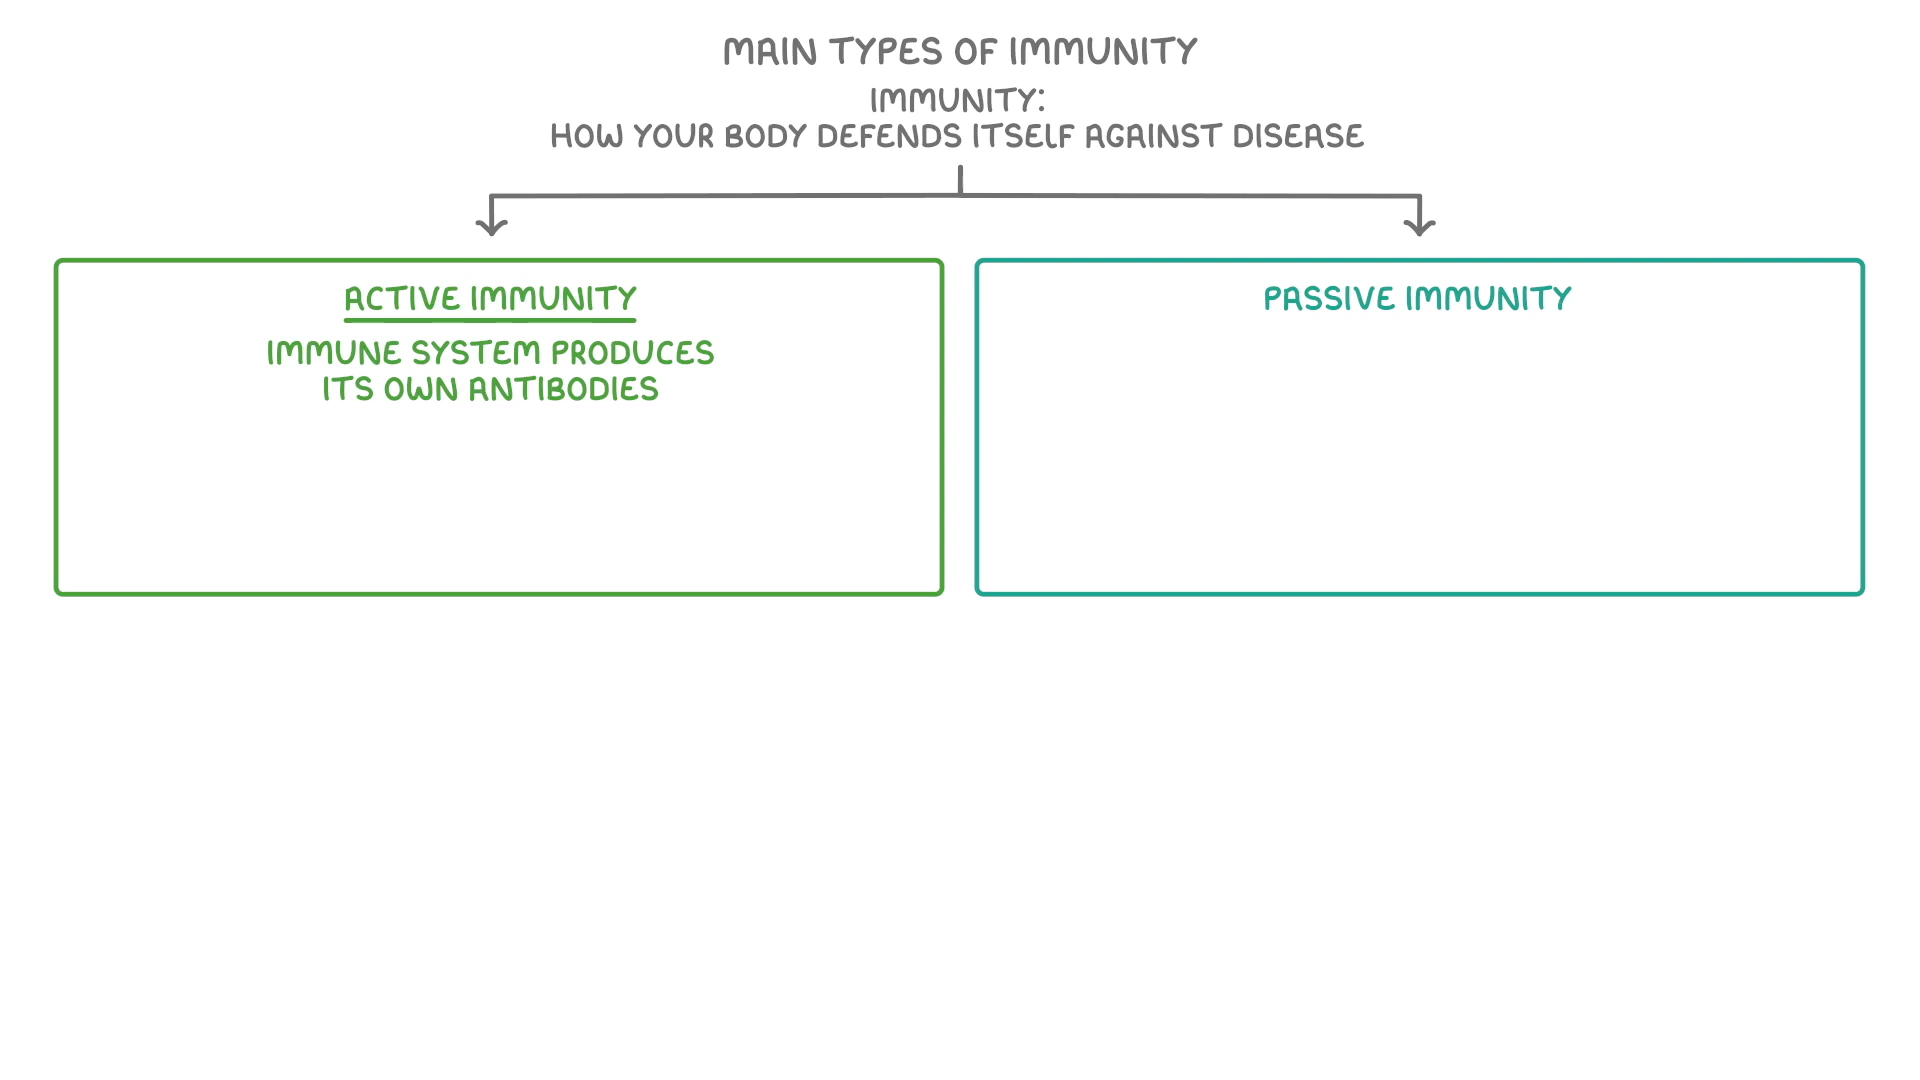 MAIN TYPES OF IMMUNITY
IMMUNITY:
HOW YOUR BODY DEFENDS ITSELF AGAINST DISEASE
ACTIVE IMMUNITY
IMMUNE SYSTEM PRODUCES
ITS OWN ANTIBODIES
PASSIVE IMMUNITY